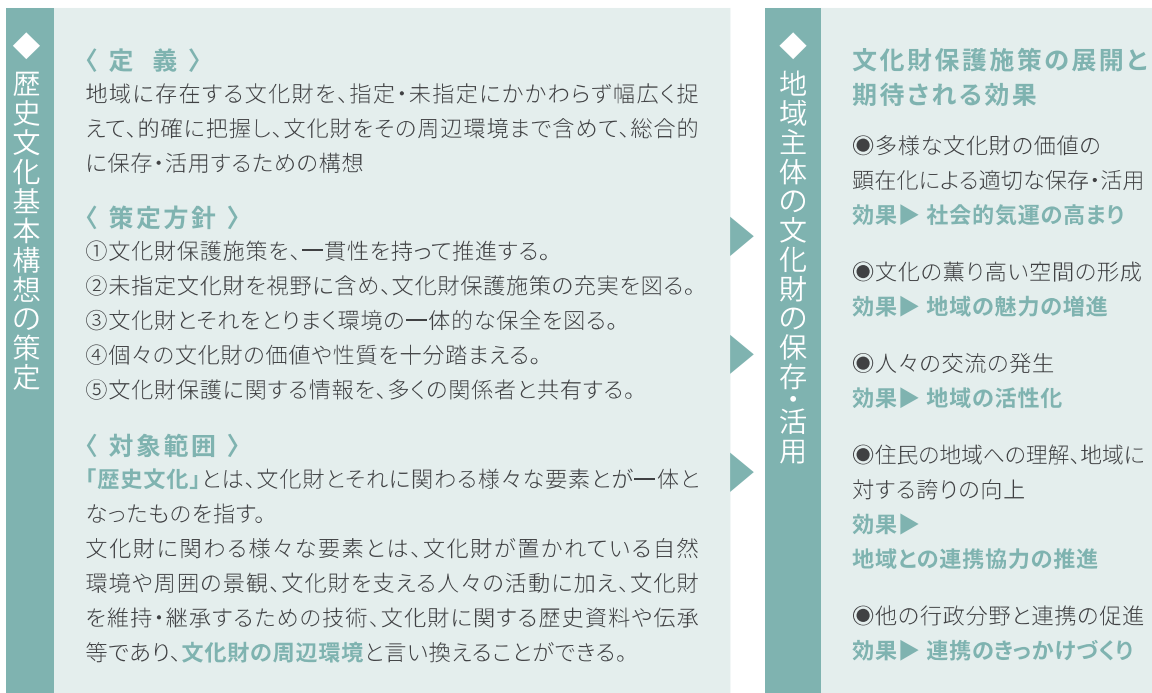 ◆ 歴史文化基本構想の策定
〈 定 義 〉
地域に存在する文化財を、指定・未指定にかかわらず幅広く捉
えて、的確に把握し、文化財をその周辺環境まで含めて、総合的
に保存・活用するための構想
〈 策定方針 〉
①文化財保護施策を、一貫性を持って推進する。
②未指定文化財を視野に含め、文化財保護施策の充実を図る。
③文化財とそれをとりまく環境の一体的な保全を図る。
④個々の文化財の価値や性質を十分踏まえる。
⑤文化財保護に関する情報を、多くの関係者と共有する。
〈 対象範囲 〉
「歴史文化」とは、文化財とそれに関わる様々な要素とが一体と
なったものを指す。
文化財に関わる様々な要素とは、文化財が置かれている自然
環境や周囲の景観、文化財を支える人々の活動に加え、文化財
を維持・継承するための技術、文化財に関する歴史資料や伝承
等であり、文化財の周辺環境と言い換えることができる。
◆ 地域主体の文化財の保存・活用
文化財保護施策の展開と
期待される効果
◉多様な文化財の価値の
顕在化による適切な保存・活用
効果▶ 社会的気運の高まり
◉文化の薫り高い空間の形成
効果▶ 地域の魅力の増進
◉人々の交流の発生
効果▶ 地域の活性化
◉住民の地域への理解、地域に
対する誇りの向上
効果▶
地域との連携協力の推進
◉他の行政分野と連携の促進
効果▶ 連携のきっかけづくり